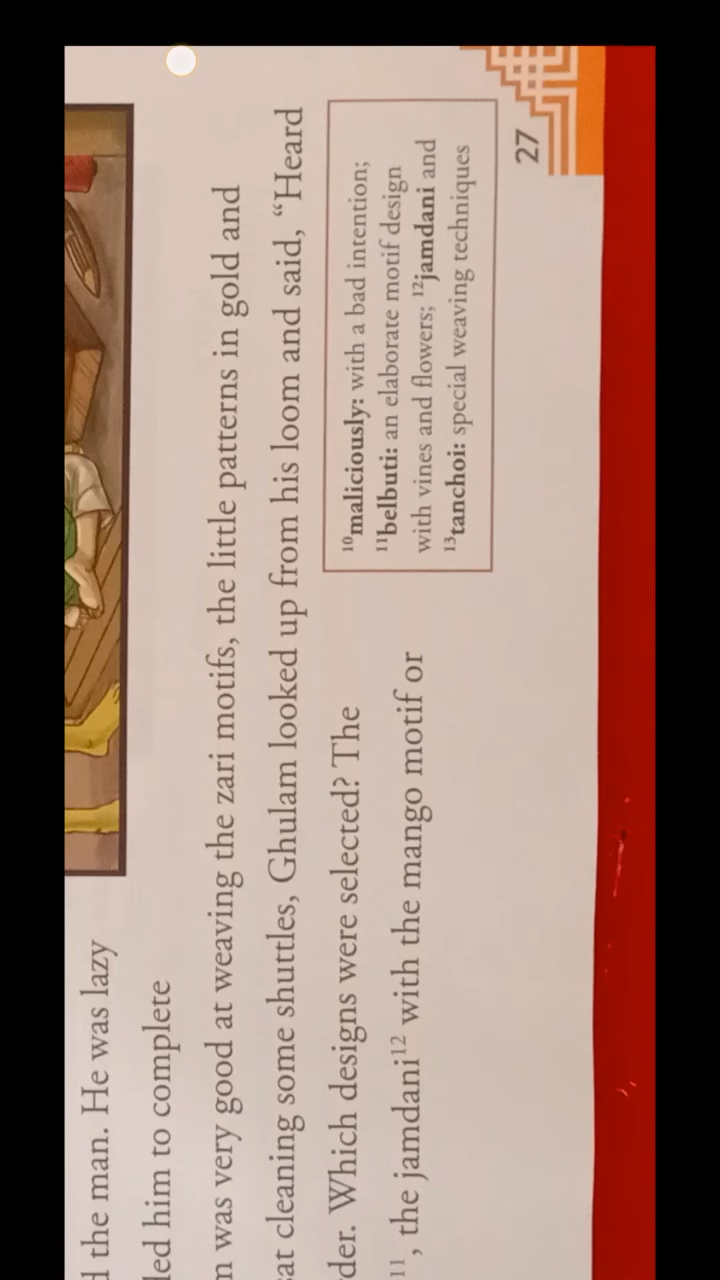 the man. He was lazy
him to complete
was very good at weaving the zari motifs, the little patterns in gold and
cleaning some shuttles, Ghulam looked up from his loom and said, “Heard
Which designs were selected? The
¹¹, the jamdani¹² with the mango motif or
¹⁰maliciously: with a bad intention;
¹¹belbuti: an elaborate motif design
with vines and flowers; ¹²jamdani and
¹³tanchoi: special weaving techniques
27